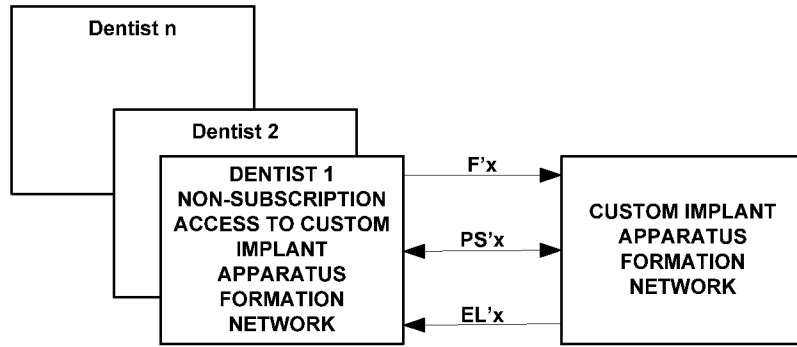 Dentist n
Dentist 2
DENTIST 1
NON-SUBSCRIPTION
ACCESS TO CUSTOM
IMPLANT
APPARATUS
FORMATION
NETWORK
F'x
PS'x
EL'x
CUSTOM IMPLANT
APPARATUS
FORMATION
NETWORK